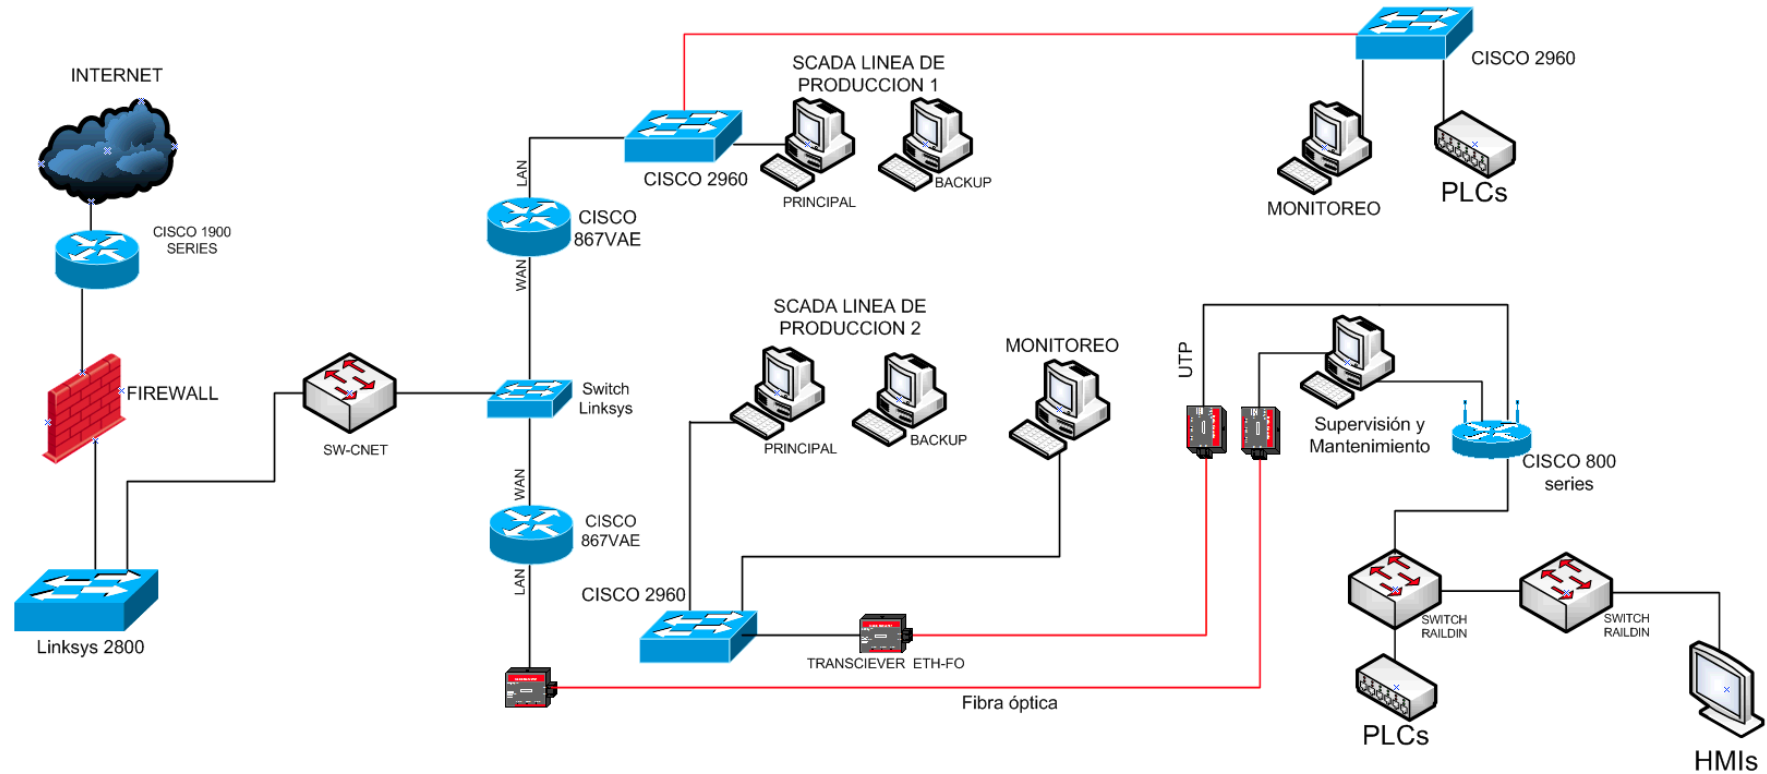 INTERNET
CISCO 1900
SERIES
FIREWALL
Linksys 2800
SW-CNET
LAN
CISCO
867VAE
WAN
Switch
Linksys
WAN
CISCO
867VAE
LAN
SCADA LINEA DE
PRODUCCION 1
CISCO 2960
PRINCIPAL
BACKUP
CISCO 2960
MONITOREO
PLCs
SCADA LINEA DE
PRODUCCION 2
PRINCIPAL
BACKUP
MONITOREO
CISCO 2960
TRANSCIEVER ETH-FO
Fibra óptica
UTP
Supervisión y
Mantenimiento
CISCO 800
series
SWITCH
RAILDIN
SWITCH
RAILDIN
PLCs
HMIs